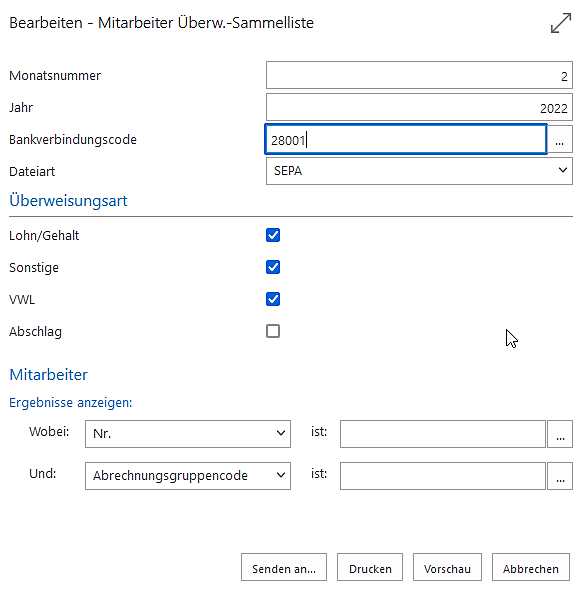 Bearbeiten - Mitarbeiter Überw.-Sammelliste
Monatsnummer 2
Jahr 2022
Bankverbindungscode 28001 ...
Dateiart SEPA
Überweisungsart
Lohn/Gehalt
Sonstige
VWL
Abschlag
Mitarbeiter
Ergebnisse anzeigen:
Wobei: Nr. ist: ...
Und: Abrechnungsgruppencode ist: ...
Senden an... Drucken Vorschau Abbrechen